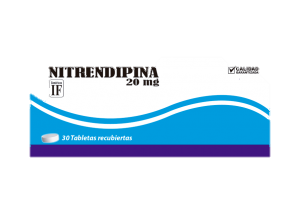 NITRENDIPINA
20 mg
IF
CALIDAD
GARANTIZADA
30 Tabletas recubiertas